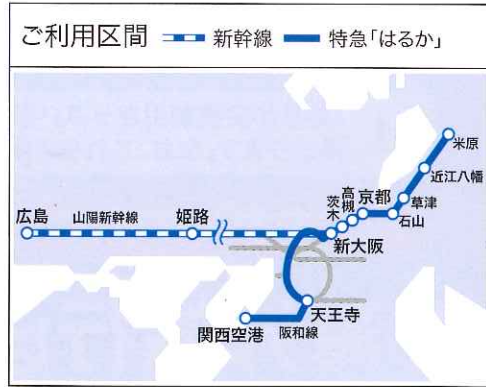 ご利用区間 新幹線 特急「はるか」
米原
近江八幡
草津
石山
京都
高槻
茨木
新大阪
広島
山陽新幹線
姫路
天王寺
阪和線
関西空港